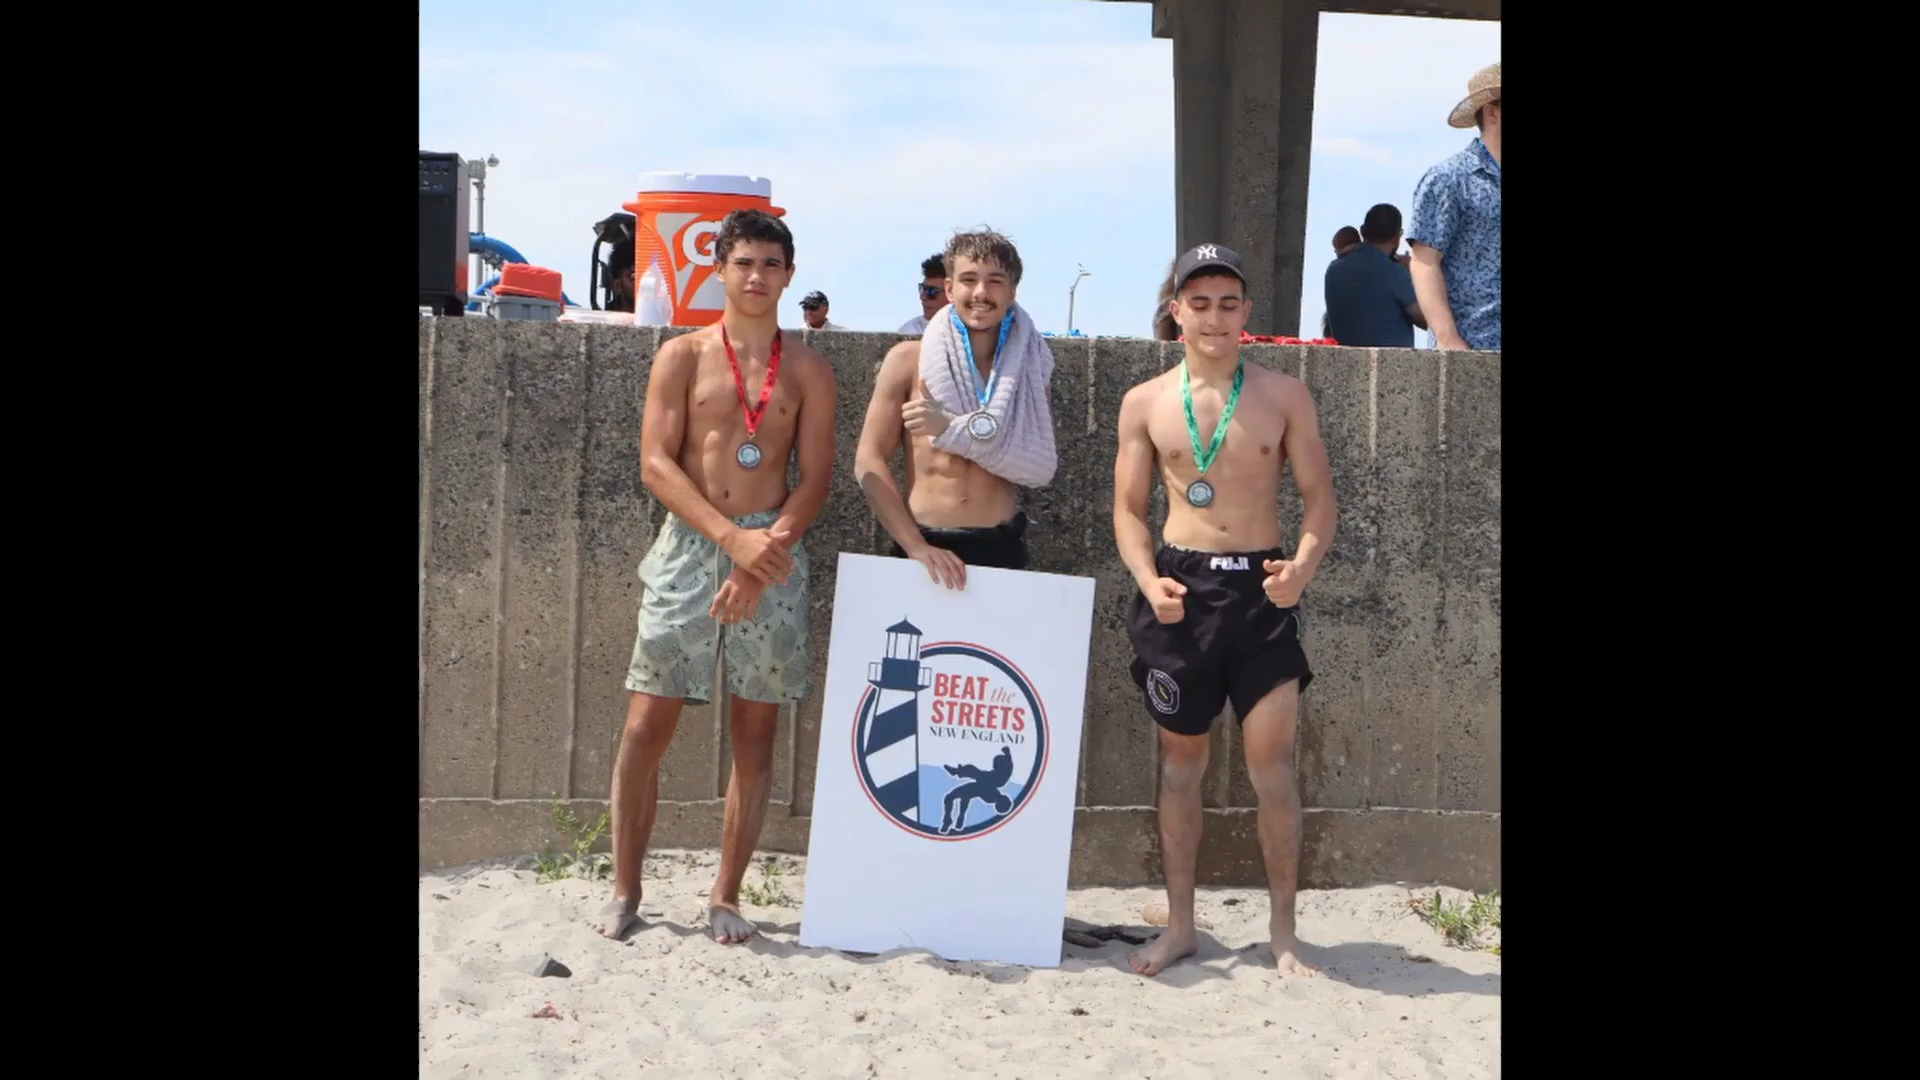 G
NY
FUJI
BEAT the
STREETS
NEW ENGLAND